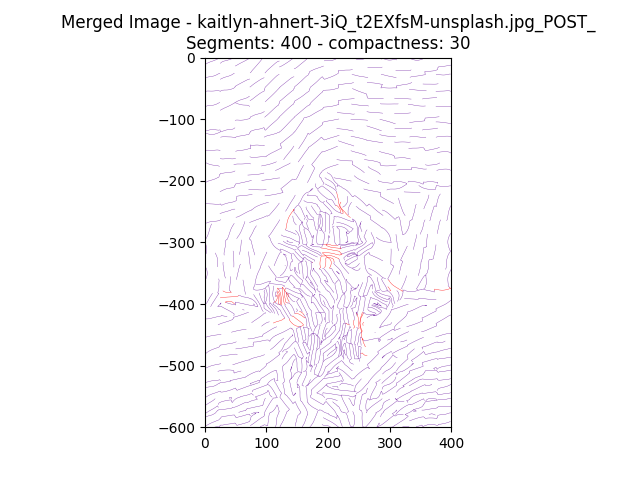 Merged Image - kaitlyn-ahnert-3iQ_t2EXfsM-unsplash.jpg_POST_
Segments: 400 - compactness: 30
0
−100
−200
−300
−400
−500
−600
0 100 200 300 400